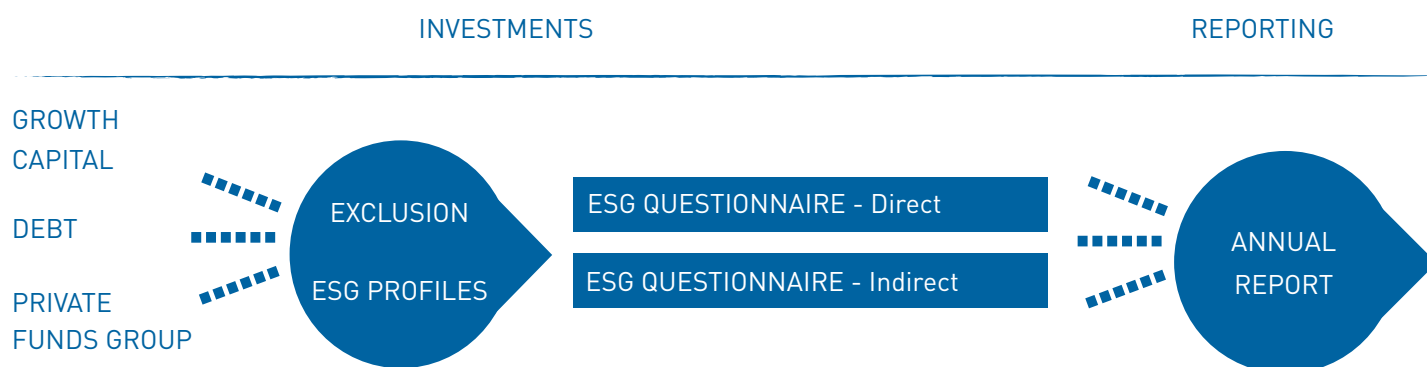 INVESTMENTS
REPORTING
GROWTH
CAPITAL
DEBT
PRIVATE
FUNDS GROUP
EXCLUSION
ESG PROFILES
ESG QUESTIONNAIRE - Direct
ESG QUESTIONNAIRE - Indirect
ANNUAL
REPORT